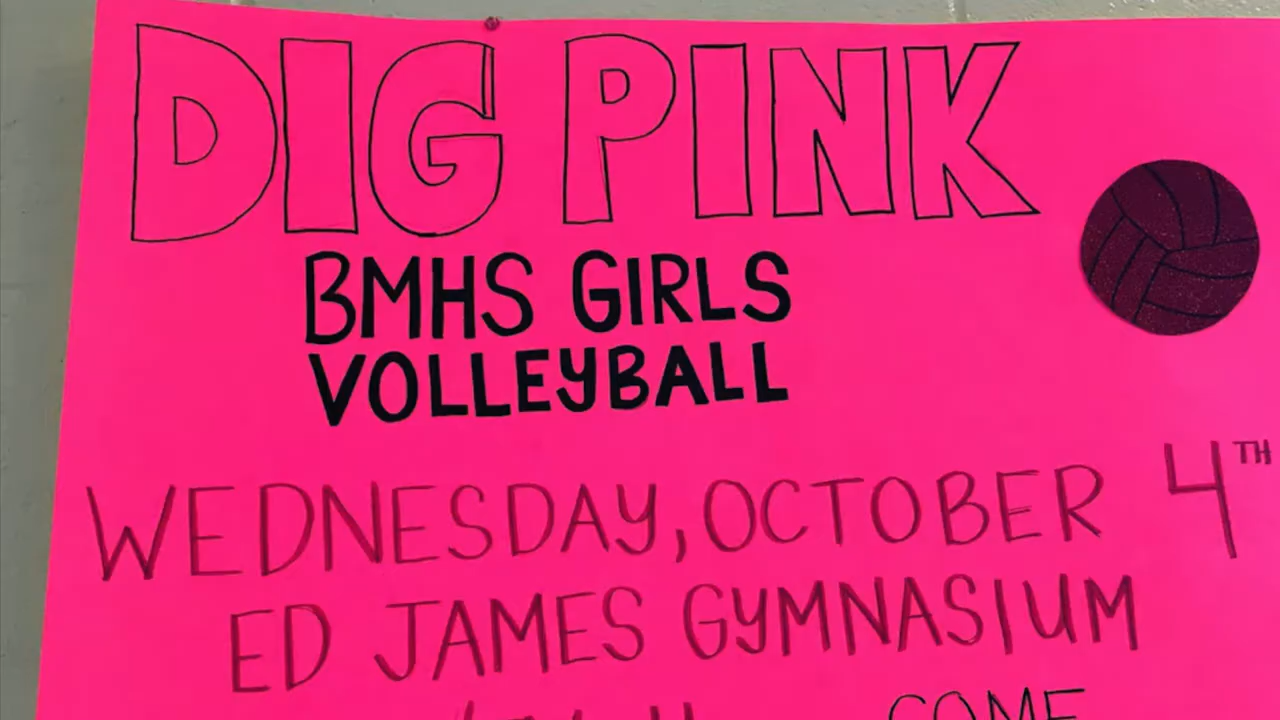 DIG PINK
BMHS GIRLS
VOLLEYBALL
WEDNESDAY, OCTOBER 4TH
ED JAMES GYMNASIUM
COME